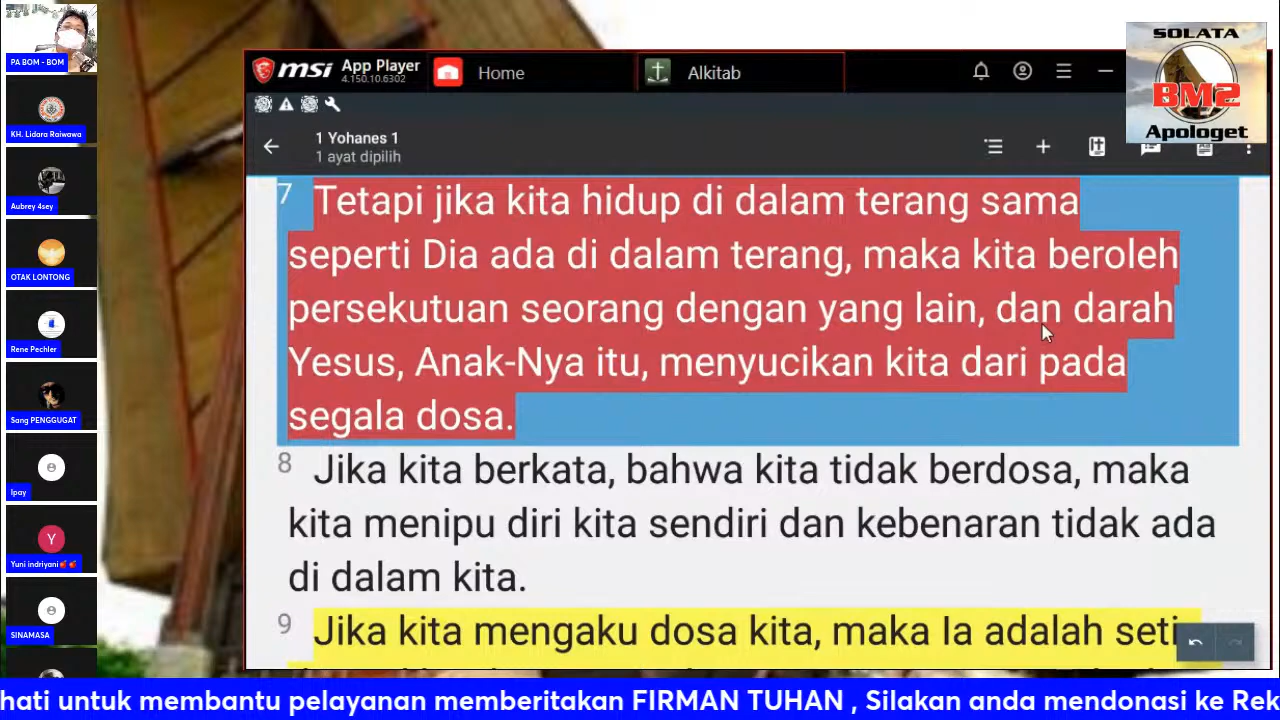 PA BOM - BOM
KH. Lidara Raiwawa
Aubrey 4sey
OTAK LONTONG
Rene Pechler
Sang PENGGUGAT
Ipay
Y
Yuni indriyani
SINAMASA
msi App Player
4.150.10.6302
Home
Alkitab
SOLATA
BM2
Apologet
1 Yohanes 1
1 ayat dipilih
7 Tetapi jika kita hidup di dalam terang sama
seperti Dia ada di dalam terang, maka kita beroleh
persekutuan seorang dengan yang lain, dan darah
Yesus, Anak-Nya itu, menyucikan kita dari pada
segala dosa.
8 Jika kita berkata, bahwa kita tidak berdosa, maka
kita menipu diri kita sendiri dan kebenaran tidak ada
di dalam kita.
9 Jika kita mengaku dosa kita, maka Ia adalah seti
hati untuk membantu pelayanan memberitakan FIRMAN TUHAN , Silakan anda mendonasi ke Rek